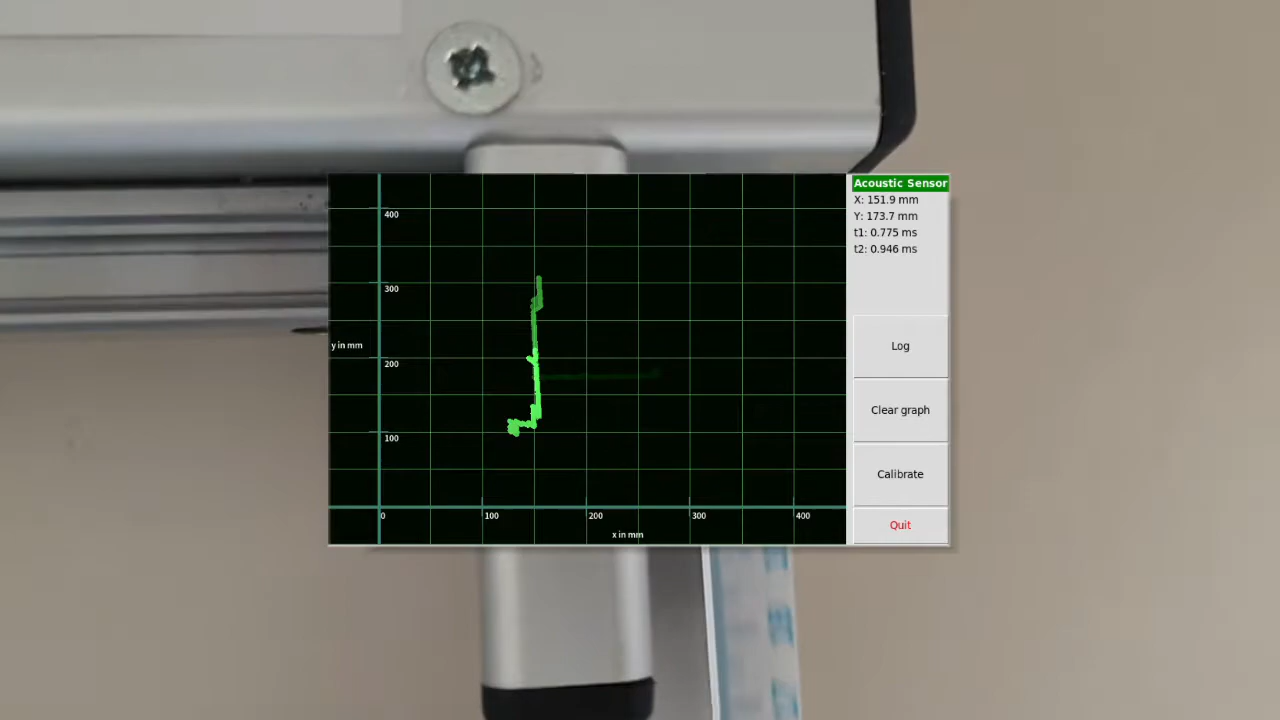 Acoustic Sensor
X: 151.9 mm
Y: 173.7 mm
t1: 0.775 ms
t2: 0.946 ms
400
300
y in mm
200
100
0 100 200 300 400
x in mm
Log
Clear graph
Calibrate
Quit